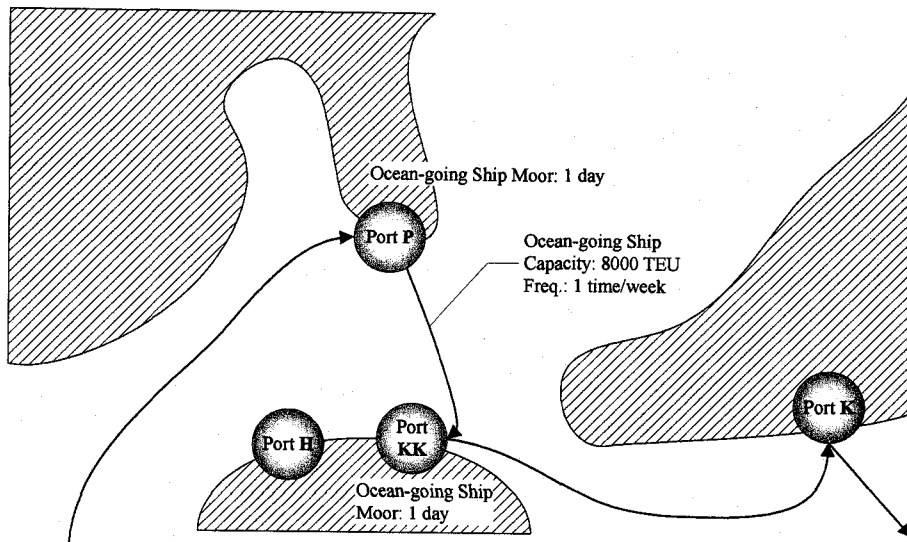 Ocean-going Ship Moor: 1 day
Port P
Ocean-going Ship
Capacity: 8000 TEU
Freq.: 1 time/week
Port K
Port H
Port
KK
Ocean-going Ship
Moor: 1 day